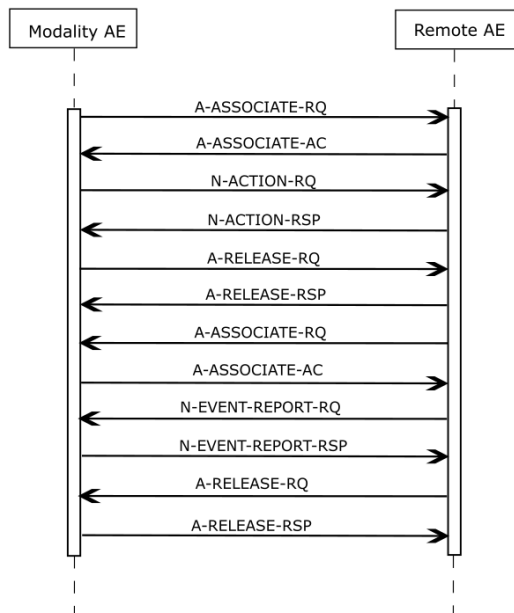 Modality AE
Remote AE
A-ASSOCIATE-RQ
A-ASSOCIATE-AC
N-ACTION-RQ
N-ACTION-RSP
A-RELEASE-RQ
A-RELEASE-RSP
A-ASSOCIATE-RQ
A-ASSOCIATE-AC
N-EVENT-REPORT-RQ
N-EVENT-REPORT-RSP
A-RELEASE-RQ
A-RELEASE-RSP